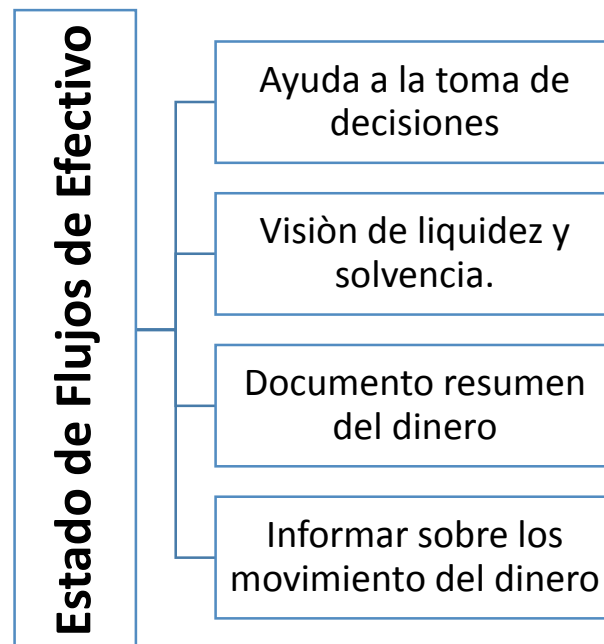 Estado de Flujos de Efectivo
Ayuda a la toma de
decisiones
Visiòn de liquidez y
solvencia.
Documento resumen
del dinero
Informar sobre los
movimiento del dinero